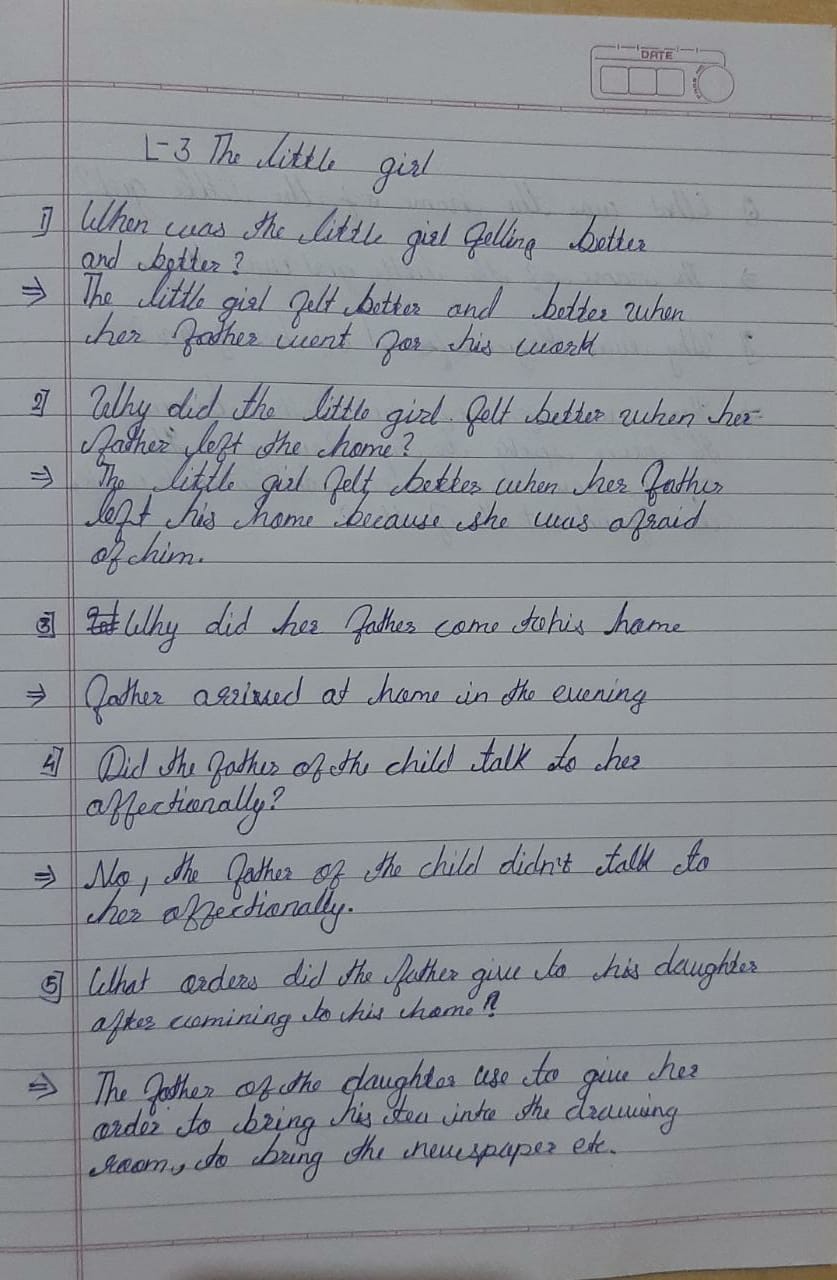 DATE
L-3 The little girl
1] When was the little girl felling better
and better?
⇒ The little girl felt better and better when
her father went for his work
2] Why did the little girl felt better when her
father left the home?
⇒ The little girl felt better when her father
left his home because she was afraid
of him.
3] Why did her father come to his home
⇒ father arrived at home in the evening
4] Did the father of the child talk to her
affectionally?
⇒ No, the father of the child didn't talk to
her affectionally.
5] What orders did the father give to his daughter
after comining to his home?
⇒ The father of the daughter use to give her
order to bring his tea into the drawing
room, to bring the newspaper etc.